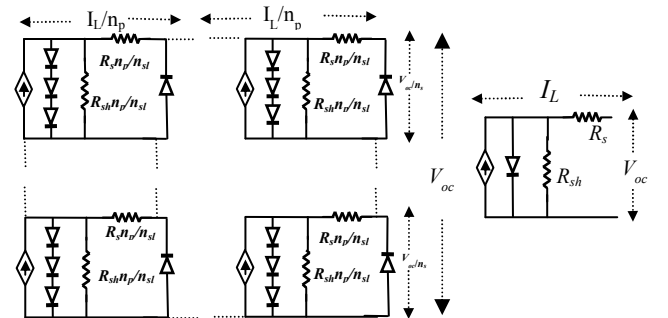 I_L/n_p
I_L/n_p
R_s n_p/n_sl
R_sh n_p/n_sl
R_s n_p/n_sl
R_sh n_p/n_sl
V_oc/n_s
V_oc
I_L
R_s
R_sh
V_oc
R_s n_p/n_sl
R_sh n_p/n_sl
R_s n_p/n_sl
R_sh n_p/n_sl
V_oc/n_s